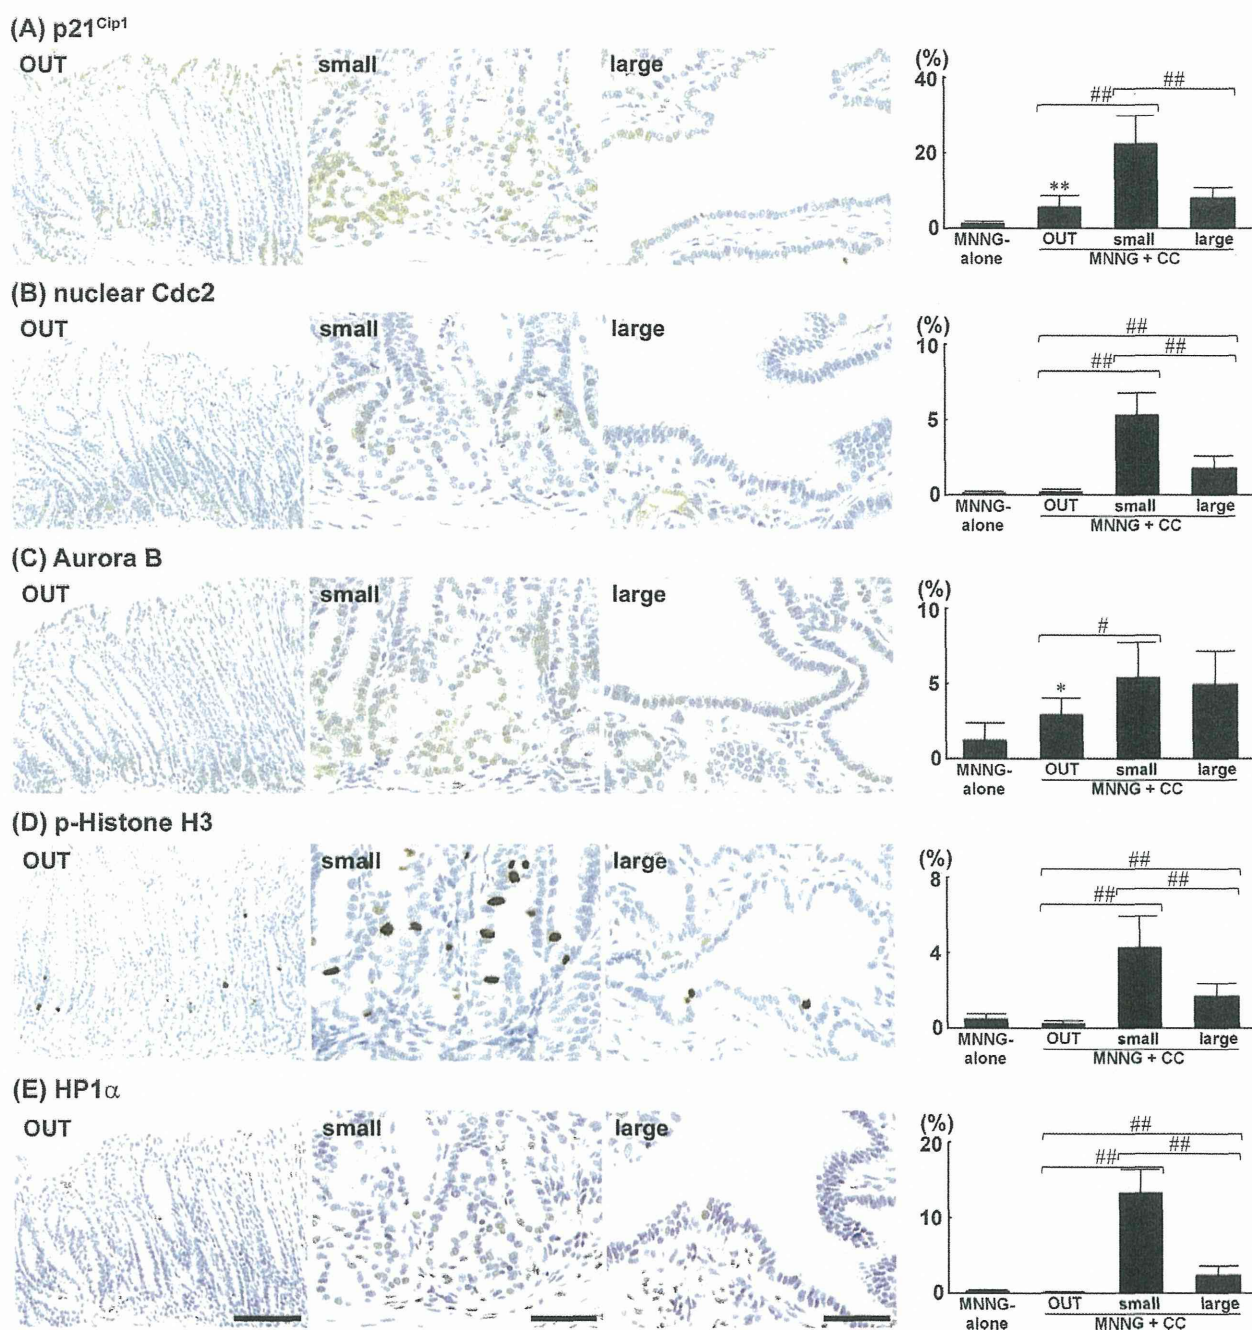 (A) p21Cip1
OUT
small
large
(%)
40
20
0
##
##
**
MNNG-alone
OUT
small
large
MNNG + CC
(B) nuclear Cdc2
OUT
small
large
(%)
10
5
0
##
##
##
MNNG-alone
OUT
small
large
MNNG + CC
(C) Aurora B
OUT
small
large
(%)
10
5
0
#
*
MNNG-alone
OUT
small
large
MNNG + CC
(D) p-Histone H3
OUT
small
large
(%)
8
4
0
##
##
##
MNNG-alone
OUT
small
large
MNNG + CC
(E) HP1α
OUT
small
large
(%)
20
10
0
##
##
##
MNNG-alone
OUT
small
large
MNNG + CC